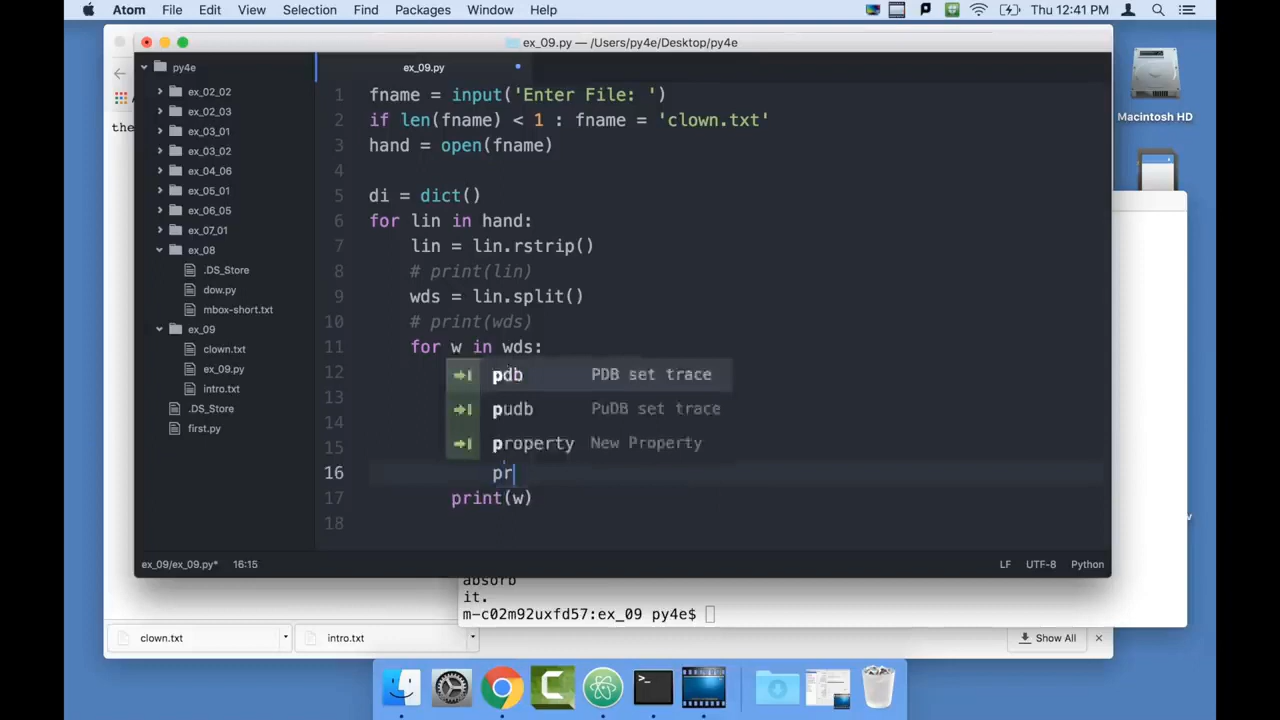 Atom File Edit View Selection Find Packages Window Help Thu 12:41 PM
ex_09.py — /Users/py4e/Desktop/py4e
py4e
ex_02_02
ex_02_03
ex_03_01
ex_03_02
ex_04_06
ex_05_01
ex_06_05
ex_07_01
ex_08
.DS_Store
dow.py
mbox-short.txt
ex_09
clown.txt
ex_09.py
intro.txt
.DS_Store
first.py
ex_09.py
1 fname = input('Enter File: ')
2 if len(fname) < 1 : fname = 'clown.txt'
3 hand = open(fname)
4
5 di = dict()
6 for lin in hand:
7 lin = lin.rstrip()
8 # print(lin)
9 wds = lin.split()
10 # print(wds)
11 for w in wds:
12
13
14
15
16 pr
17 print(w)
18
pdb PDB set trace
pudb PuDB set trace
property New Property
ex_09/ex_09.py* 16:15 LF UTF-8 Python
the
Macintosh HD
absorb
it.
m-c02m92uxfd57:ex_09 py4e$
clown.txt intro.txt Show All